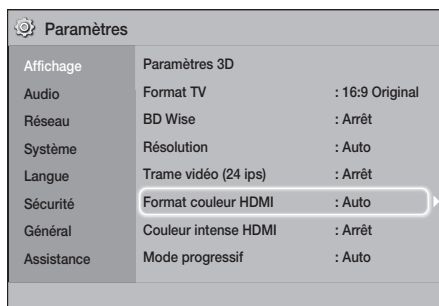 Paramètres
Affichage
Audio
Réseau
Système
Langue
Sécurité
Général
Assistance
Paramètres 3D
Format TV : 16:9 Original
BD Wise : Arrêt
Résolution : Auto
Trame vidéo (24 ips) : Arrêt
Format couleur HDMI : Auto
Couleur intense HDMI : Arrêt
Mode progressif : Auto